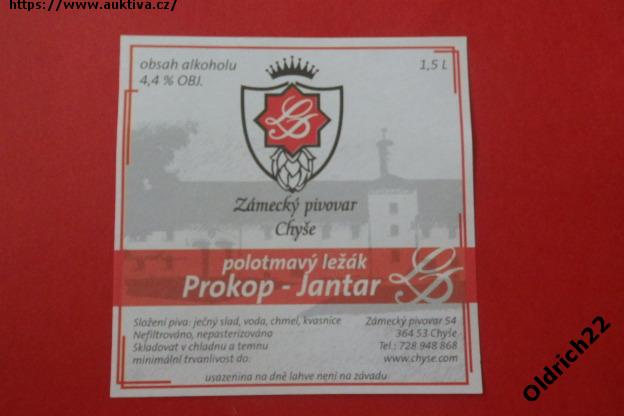 https://www.auktiva.cz/
obsah alkoholu
4,4 % OBJ.
1,5 L
LD
Zámecký pivovar
Chyše
polotmavý ležák
Prokop - Jantar
LD
Složení piva: ječný slad, voda, chmel, kvasnice
Nefiltrováno, nepasterizováno
Skladovat v chladnu a temnu
minimální trvanlivost do:
Zámecký pivovar 54
364 53 Chyše
Tel.: 728 948 868
www.chyse.com
usazenina na dně lahve není na závadu
Oldrich22